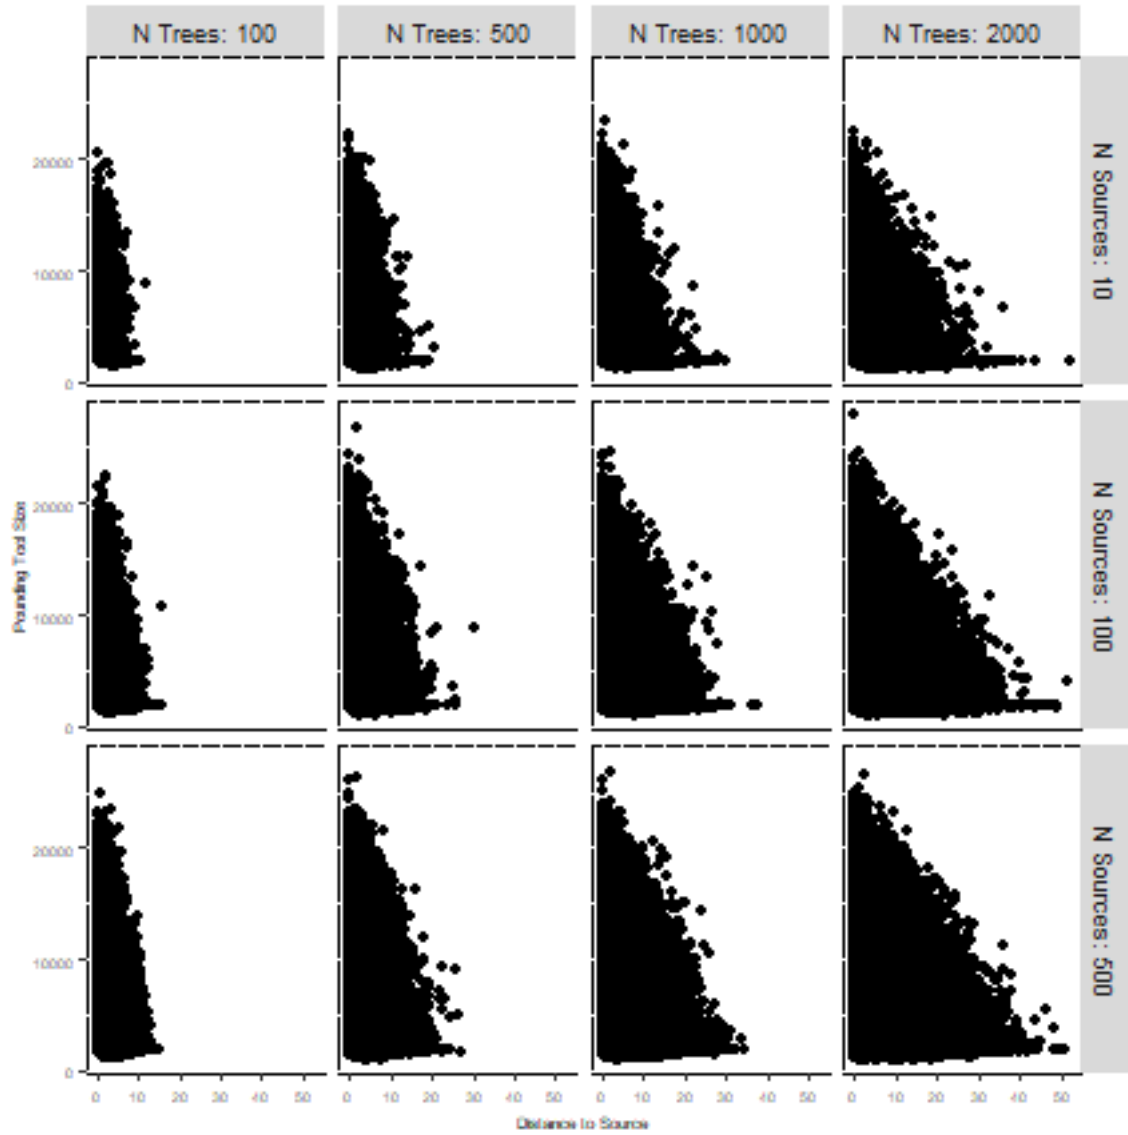 N Trees: 100 N Trees: 500 N Trees: 1000 N Trees: 2000
N Sources: 10
20000
10000
0
N Sources: 100
20000
10000
0
Pounding Tool Size
N Sources: 500
20000
10000
0
0 10 20 30 40 50 0 10 20 30 40 50 0 10 20 30 40 50 0 10 20 30 40 50
Distance to Source